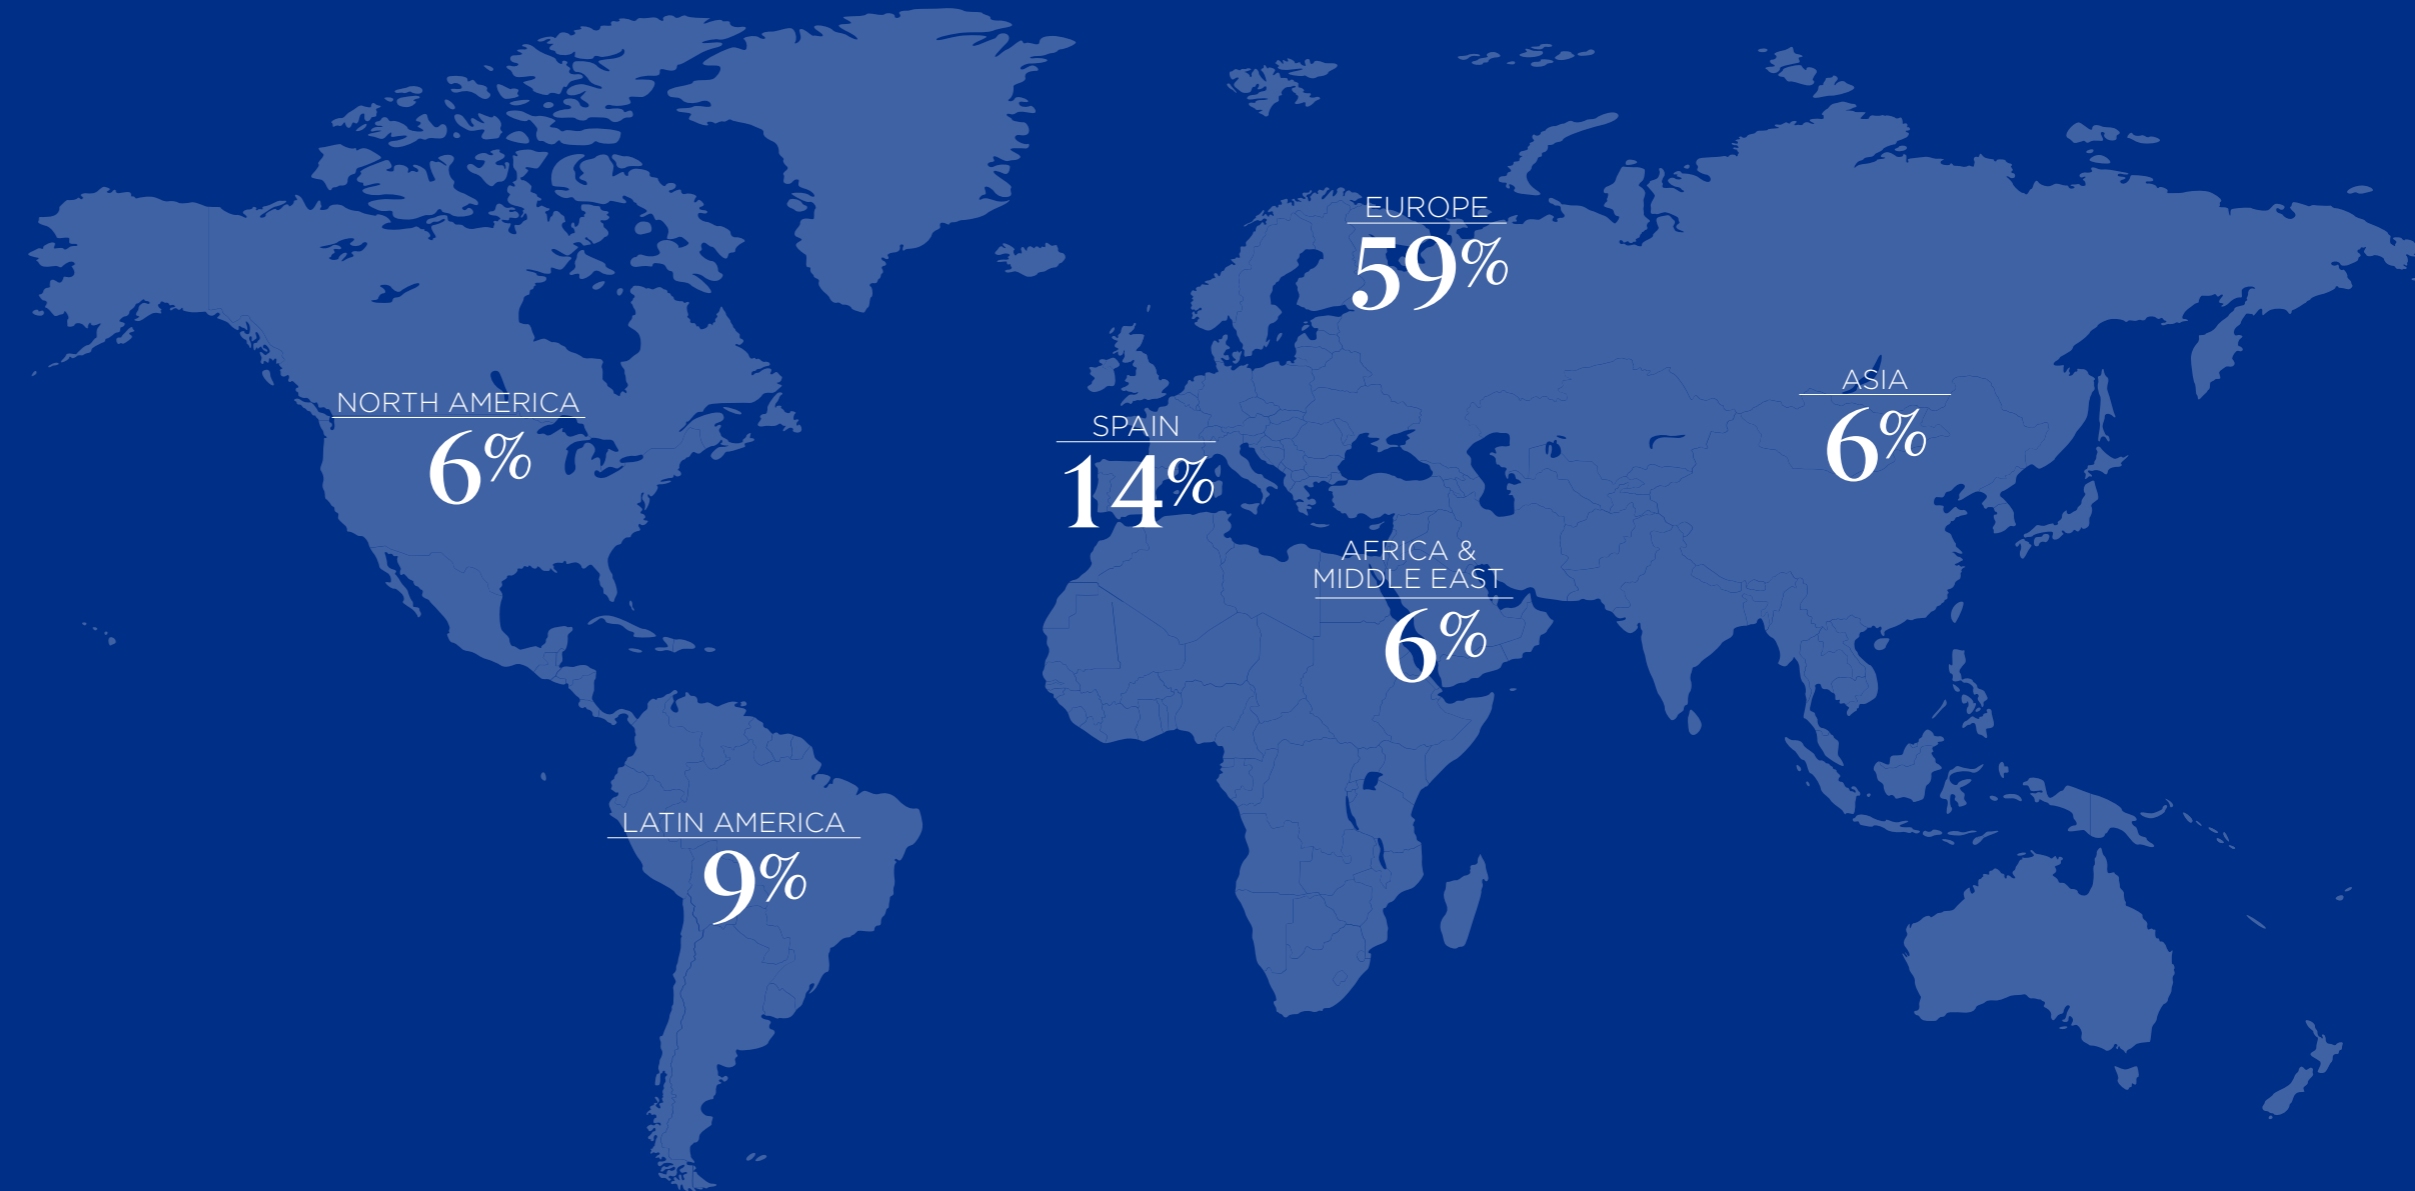 EUROPE
59%
NORTH AMERICA
6%
SPAIN
14%
ASIA
6%
AFRICA &
MIDDLE EAST
6%
LATIN AMERICA
9%